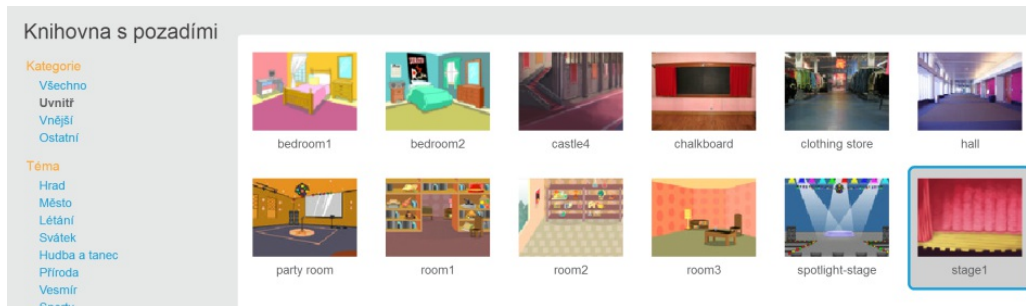 Knihovna s pozadími
Kategorie
Všechno
Uvnitř
Vnější
Ostatní
Téma
Hrad
Město
Létání
Svátek
Hudba a tanec
Příroda
Vesmír
bedroom1
bedroom2
castle4
chalkboard
clothing store
hall
party room
room1
room2
room3
spotlight-stage
stage1